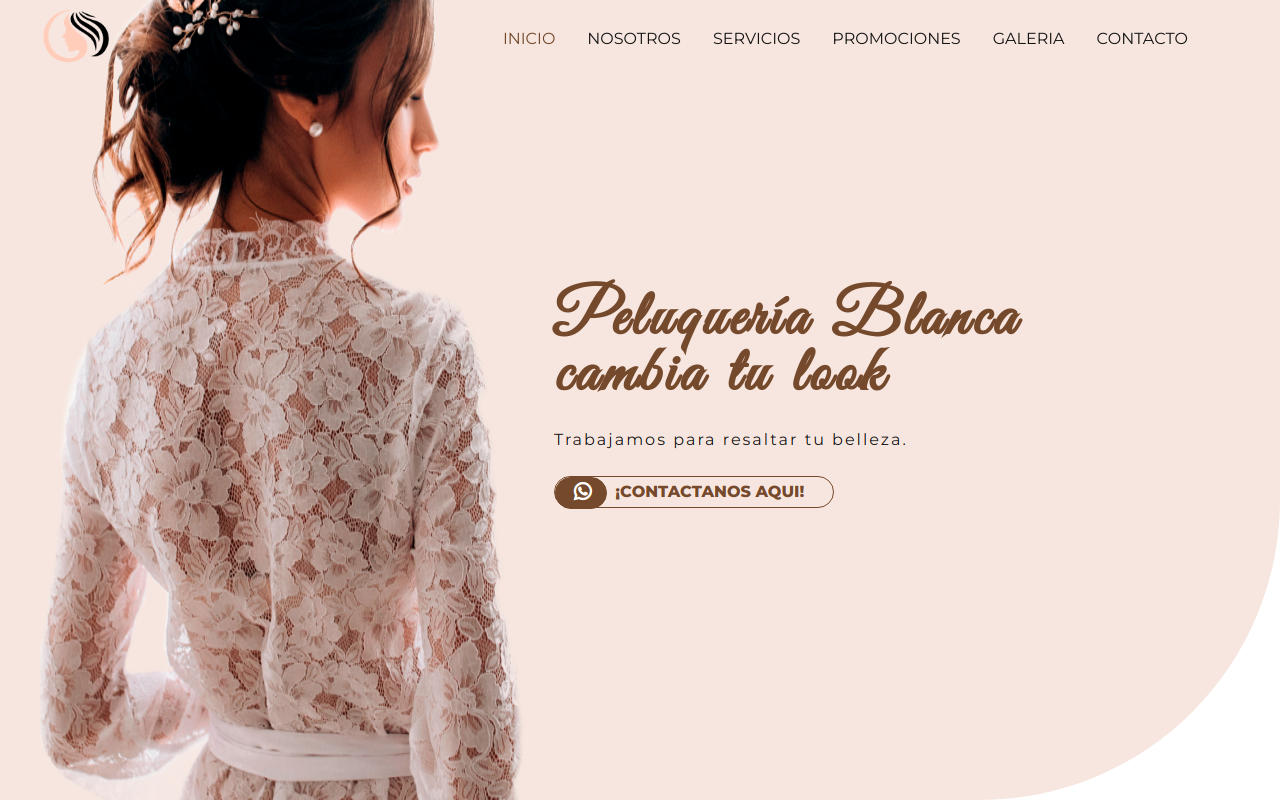 INICIO NOSOTROS SERVICIOS PROMOCIONES GALERIA CONTACTO
Peluquería Blanca
cambia tu look
Trabajamos para resaltar tu belleza.
¡CONTACTANOS AQUI!